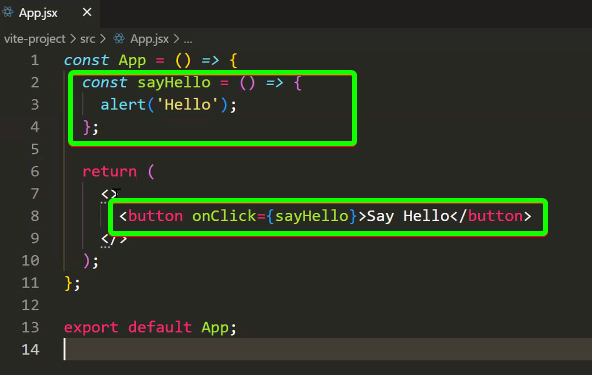 App.jsx ×
vite-project > src > App.jsx > ...
1 const App = () => {
2 const sayHello = () => {
3 alert('Hello');
4 };
5
6 return (
7 <>
8 <button onClick={sayHello}>Say Hello</button>
9 </>
10 );
11 };
12
13 export default App;
14